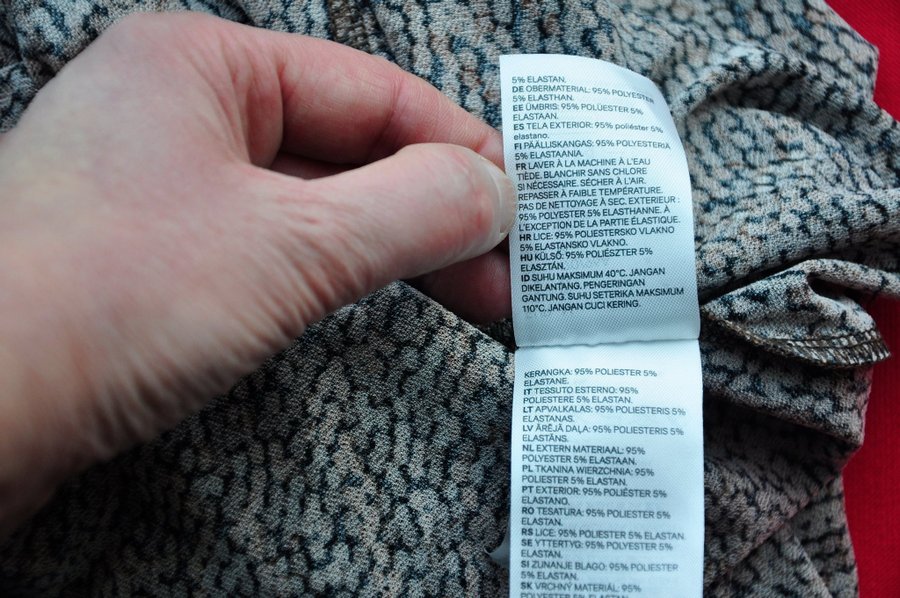 5% ELASTAN.
DE OBERMATERIAL: 95% POLYESTER
5% ELASTHAN.
EE ÜMBRIS: 95% POLÜESTER 5%
ELASTAAN.
ES TELA EXTERIOR: 95% poliéster 5%
elastano.
FI PÄÄLLISKANGAS: 95% POLYESTERIA
5% ELASTAANIA.
FR LAVER À LA MACHINE À L'EAU
TIÈDE. BLANCHIR SANS CHLORE
SI NÉCESSAIRE. SÉCHER À L'AIR.
REPASSER À FAIBLE TEMPÉRATURE.
PAS DE NETTOYAGE À SEC. EXTERIEUR :
95% POLYESTER 5% ELASTHANNE, À
L'EXCEPTION DE LA PARTIE ÉLASTIQUE.
HR LICE: 95% POLIESTERSKO VLAKNO
5% ELASTANSKO VLAKNO.
HU KÜLSŐ: 95% POLIÉSZTER 5%
ELASZTÁN.
ID SUHU MAKSIMUM 40°C. JANGAN
DIKELANTANG. PENGERINGAN
GANTUNG. SUHU SETERIKA MAKSIMUM
110°C. JANGAN CUCI KERING.
KERANGKA: 95% POLIESTER 5%
ELASTANE.
IT TESSUTO ESTERNO: 95%
POLIESTERE 5% ELASTAN.
LT APVALKALAS: 95% POLIESTERIS 5%
ELASTANAS.
LV ĀRĒJĀ DAĻA: 95% POLIESTERIS 5%
ELASTĀNS.
NL EXTERN MATERIAAL: 95%
POLYESTER 5% ELASTAAN.
PL TKANINA WIERZCHNIA: 95%
POLIESTER 5% ELASTAN.
PT EXTERIOR: 95% POLIÉSTER 5%
ELASTANO.
RO TESATURA: 95% POLIESTER 5%
ELASTAN.
RS LICE: 95% POLIESTER 5% ELASTAN.
SE YTTERTYG: 95% POLYESTER 5%
ELASTAN.
SI ZUNANJE BLAGO: 95% POLIESTER
5% ELASTAN.
SK VRCHNÝ MATERIÁL: 95%
POLYESTER 5% ELASTAN.